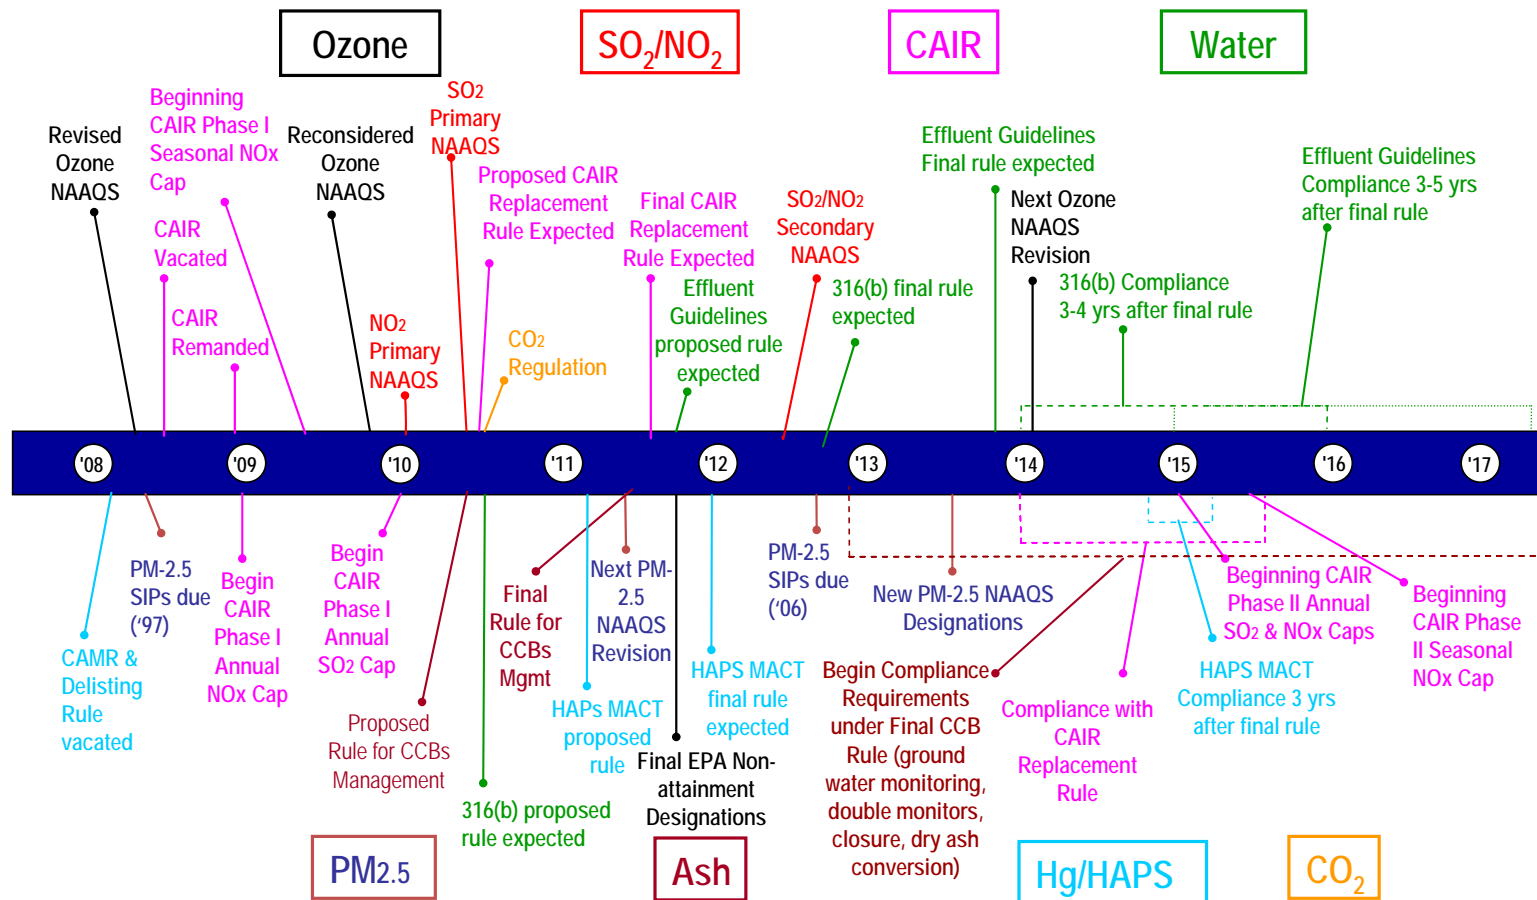 Ozone
SO2/NO2
CAIR
Water
Revised
Ozone
NAAQS
Beginning
CAIR Phase I
Seasonal NOx
Cap
CAIR
Vacated
CAIR
Remanded
Reconsidered
Ozone
NAAQS
NO2
Primary
NAAQS
SO2
Primary
NAAQS
Proposed CAIR
Replacement
Rule Expected
CO2
Regulation
Final CAIR
Replacement
Rule Expected
Effluent
Guidelines
proposed rule
expected
SO2/NO2
Secondary
NAAQS
316(b) final rule
expected
Effluent Guidelines
Final rule expected
Next Ozone
NAAQS
Revision
316(b) Compliance
3-4 yrs after final rule
Effluent Guidelines
Compliance 3-5 yrs
after final rule
'08
'09
'10
'11
'12
'13
'14
'15
'16
'17
CAMR &
Delisting
Rule
vacated
PM-2.5
SIPs due
('97)
Begin
CAIR
Phase I
Annual
NOx Cap
Begin
CAIR
Phase I
Annual
SO2 Cap
Proposed
Rule for CCBs
Management
316(b) proposed
rule expected
Final
Rule for
CCBs
Mgmt
HAPs MACT
proposed
rule
Next PM-
2.5
NAAQS
Revision
Final EPA Non-
attainment
Designations
HAPS MACT
final rule
expected
PM-2.5
SIPs due
('06)
New PM-2.5 NAAQS
Designations
Begin Compliance
Requirements
under Final CCB
Rule (ground
water monitoring,
double monitors,
closure, dry ash
conversion)
Compliance with
CAIR
Replacement
Rule
HAPS MACT
Compliance 3 yrs
after final rule
Beginning CAIR
Phase II Annual
SO2 & NOx Caps
Beginning
CAIR Phase
II Seasonal
NOx Cap
PM2.5
Ash
Hg/HAPS
CO2